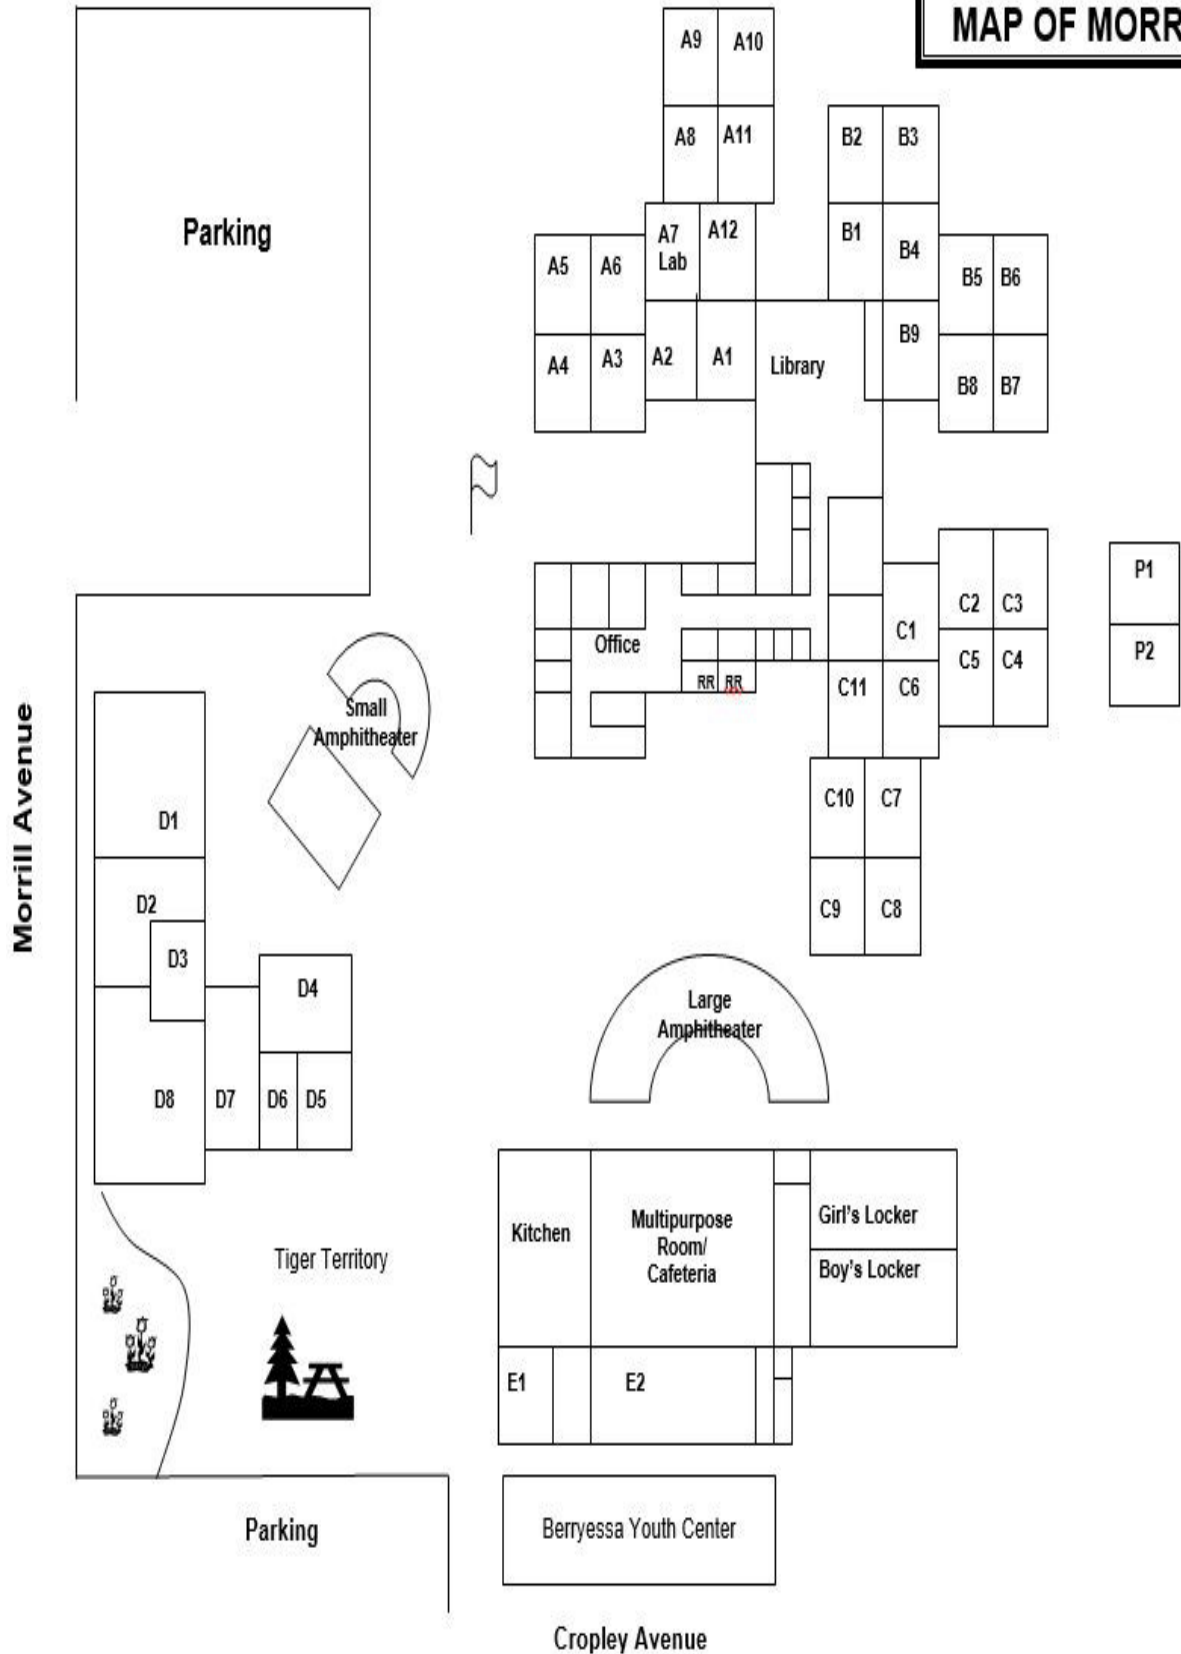 MAP OF MORR
A9
A10
A8
A11
B2
B3
Parking
A7
Lab
A12
B1
B4
A5
A6
B5
B6
A4
A3
A2
A1
Library
B9
B8
B7
P1
C2
C3
C1
Office
P2
C5
C4
RR
RR
C11
C6
Small
Amphitheater
Morrill Avenue
D1
C10
C7
D2
C9
C8
D3
D4
Large
Amphitheater
D8
D7
D6
D5
Kitchen
Multipurpose
Room/
Cafeteria
Girl's Locker
Boy's Locker
Tiger Territory
E1
E2
Parking
Berryessa Youth Center
Cropley Avenue